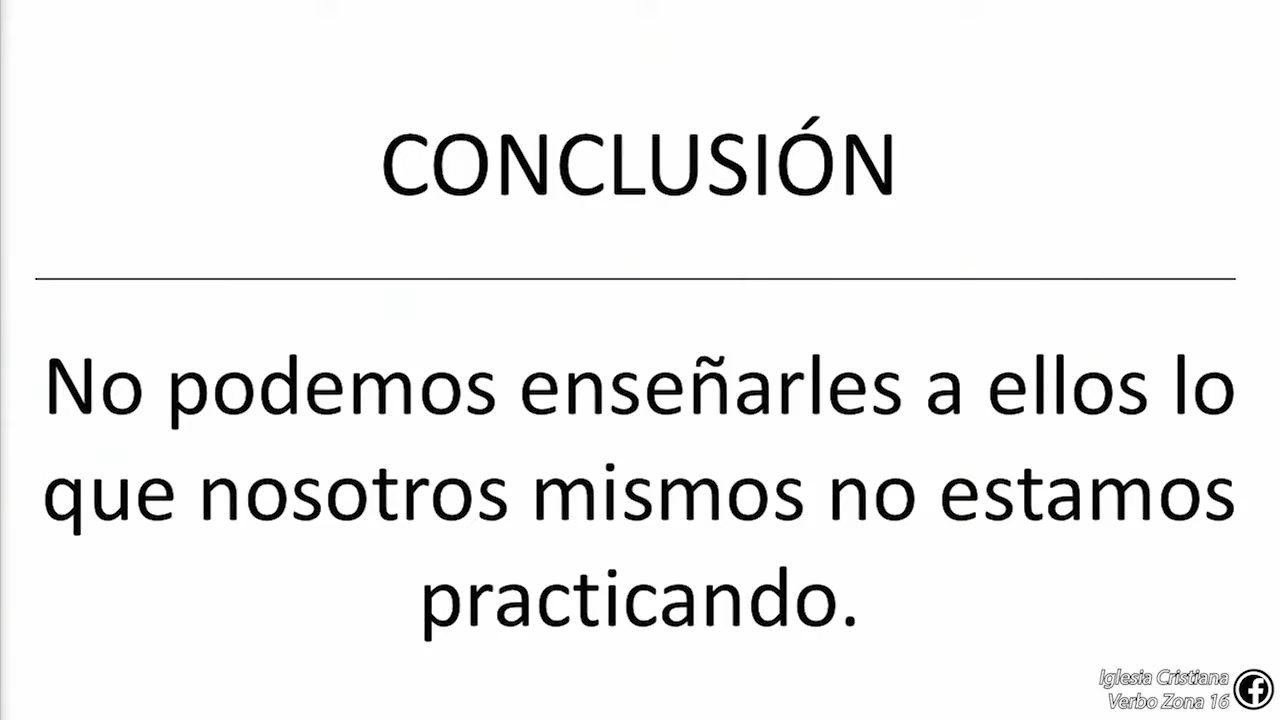 CONCLUSIÓN
No podemos enseñarles a ellos lo
que nosotros mismos no estamos
practicando.
Iglesia Cristiana
Verbo Zona 16